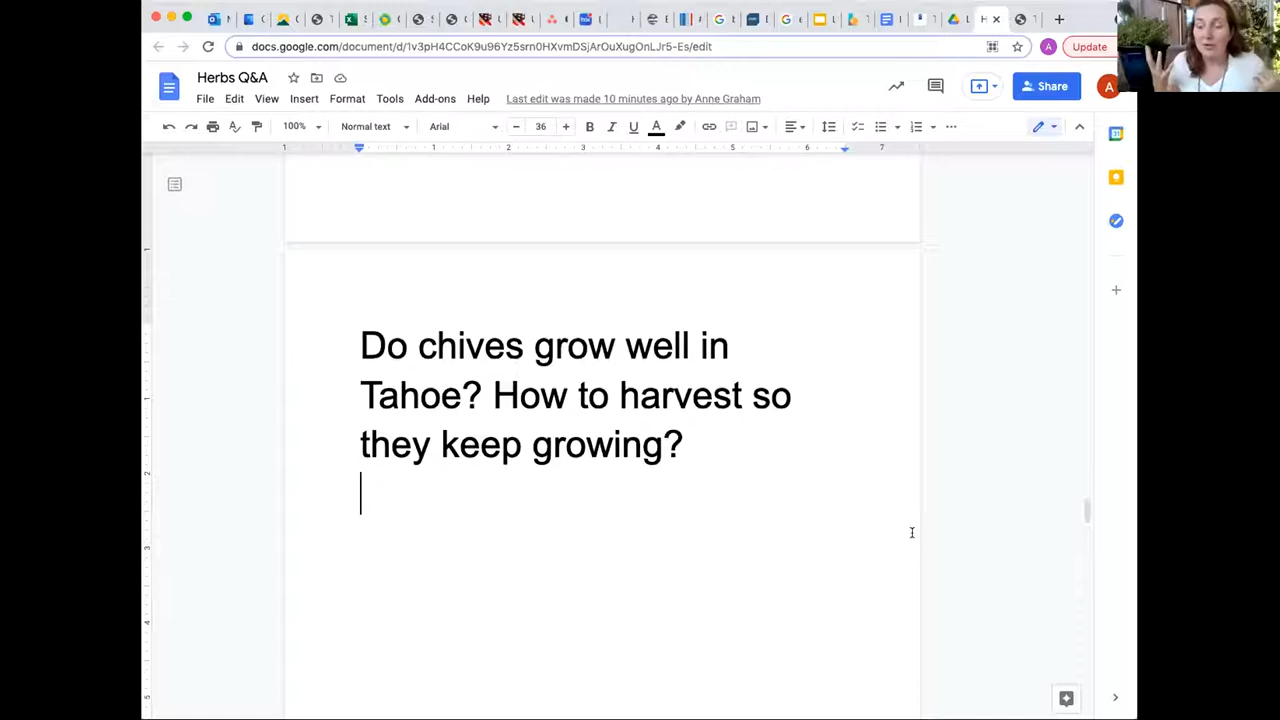 docs.google.com/document/d/1v3pH4CCoK9u96Yz5srn0HXvmDSjArOuXugOnLJr5-Es/edit
Update
Herbs Q&A
File Edit View Insert Format Tools Add-ons Help Last edit was made 10 minutes ago by Anne Graham
Share
100% Normal text Arial 36
Do chives grow well in
Tahoe? How to harvest so
they keep growing?